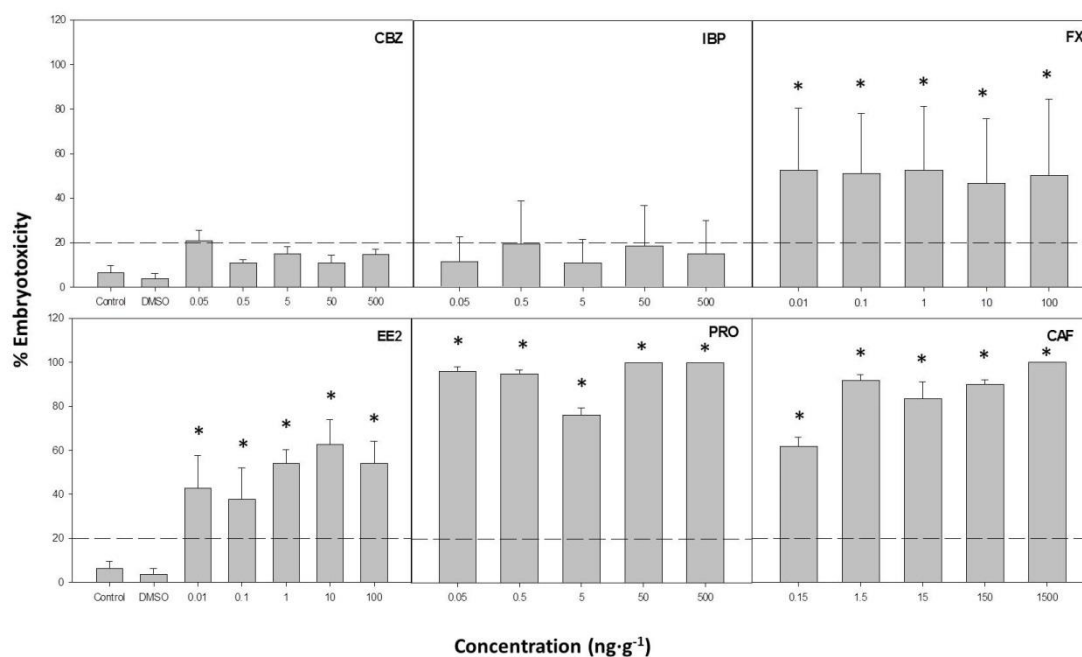 120
100
80
60
40
20
0
CBZ
IBP
FX
* * * * *
Control DMSO 0.05 0.5 5 50 500
0.05 0.5 5 50 500
0.01 0.1 1 10 100
% Embryotoxicity
120
100
80
60
40
20
0
EE2
PRO
CAF
* * * * *
* * * * *
* * * * *
Control DMSO 0.01 0.1 1 10 100
0.05 0.5 5 50 500
0.15 1.5 15 150 1500
Concentration (ng·g⁻¹)